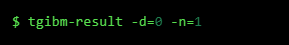 $ tgibm-result -d=0 -n=1